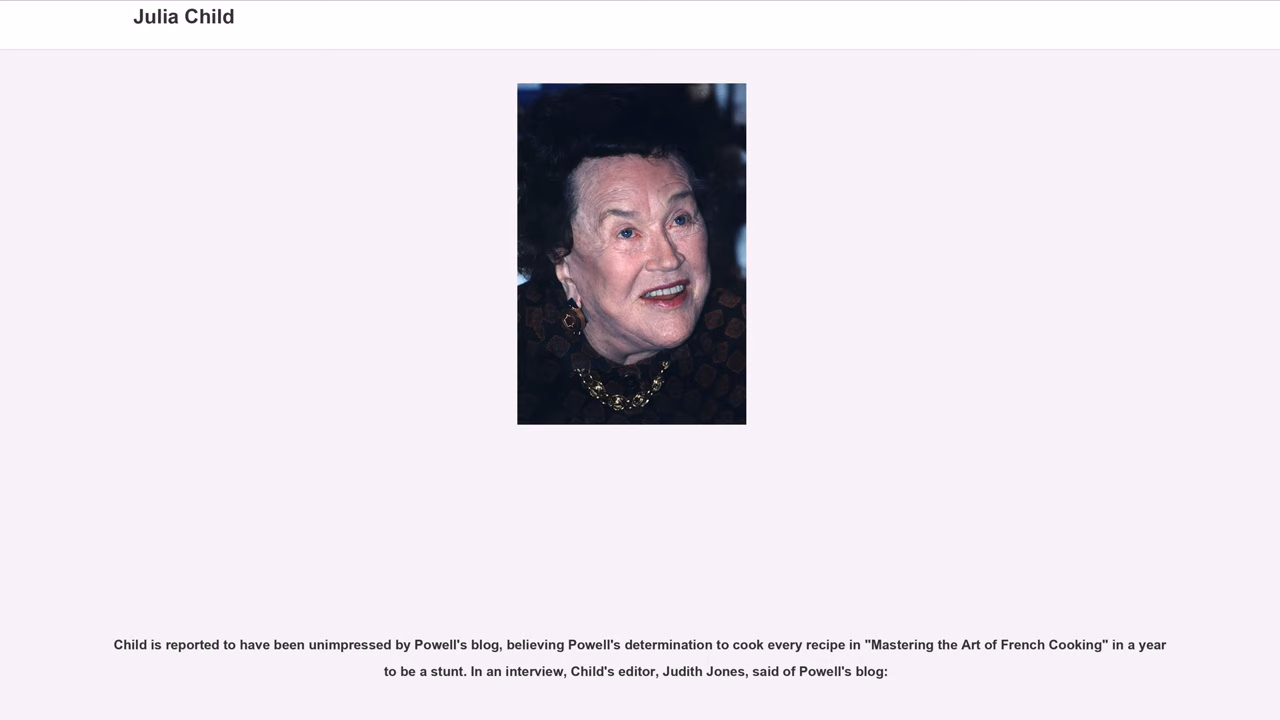 Julia Child
Child is reported to have been unimpressed by Powell's blog, believing Powell's determination to cook every recipe in "Mastering the Art of French Cooking" in a year
to be a stunt. In an interview, Child's editor, Judith Jones, said of Powell's blog: